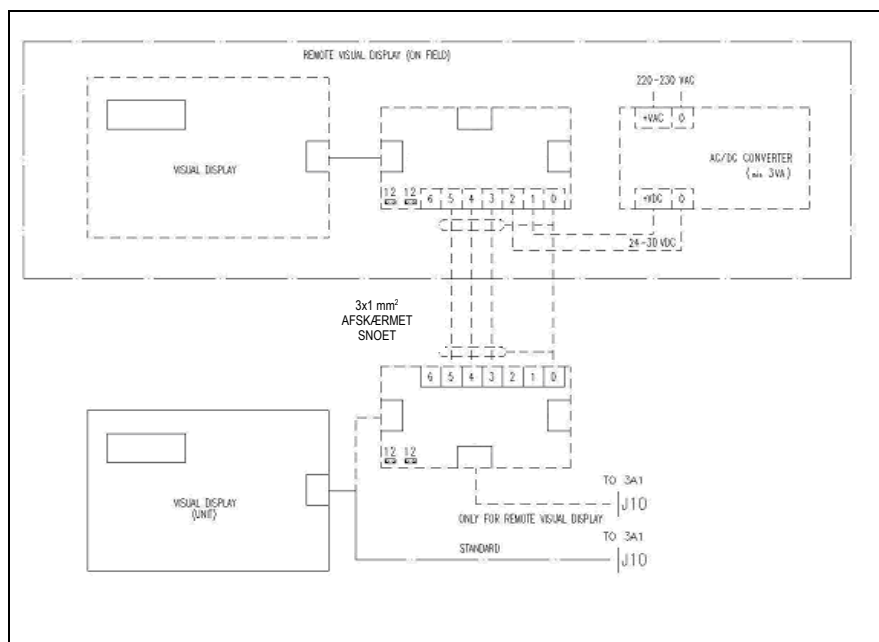 REMOTE VISUAL DISPLAY (ON FIELD)
220-230 VAC
+VAC 0
VISUAL DISPLAY
AC/DC CONVERTER
(min 3VA)
12 12 6 5 4 3 2 1 0
+VDC 0
24-30 VDC
3x1 mm²
AFSKÆRMET
SNOET
6 5 4 3 2 1 0
12 12
VISUAL DISPLAY
(UNIT)
TO 3A1
J10
ONLY FOR REMOTE VISUAL DISPLAY
TO 3A1
STANDARD
J10